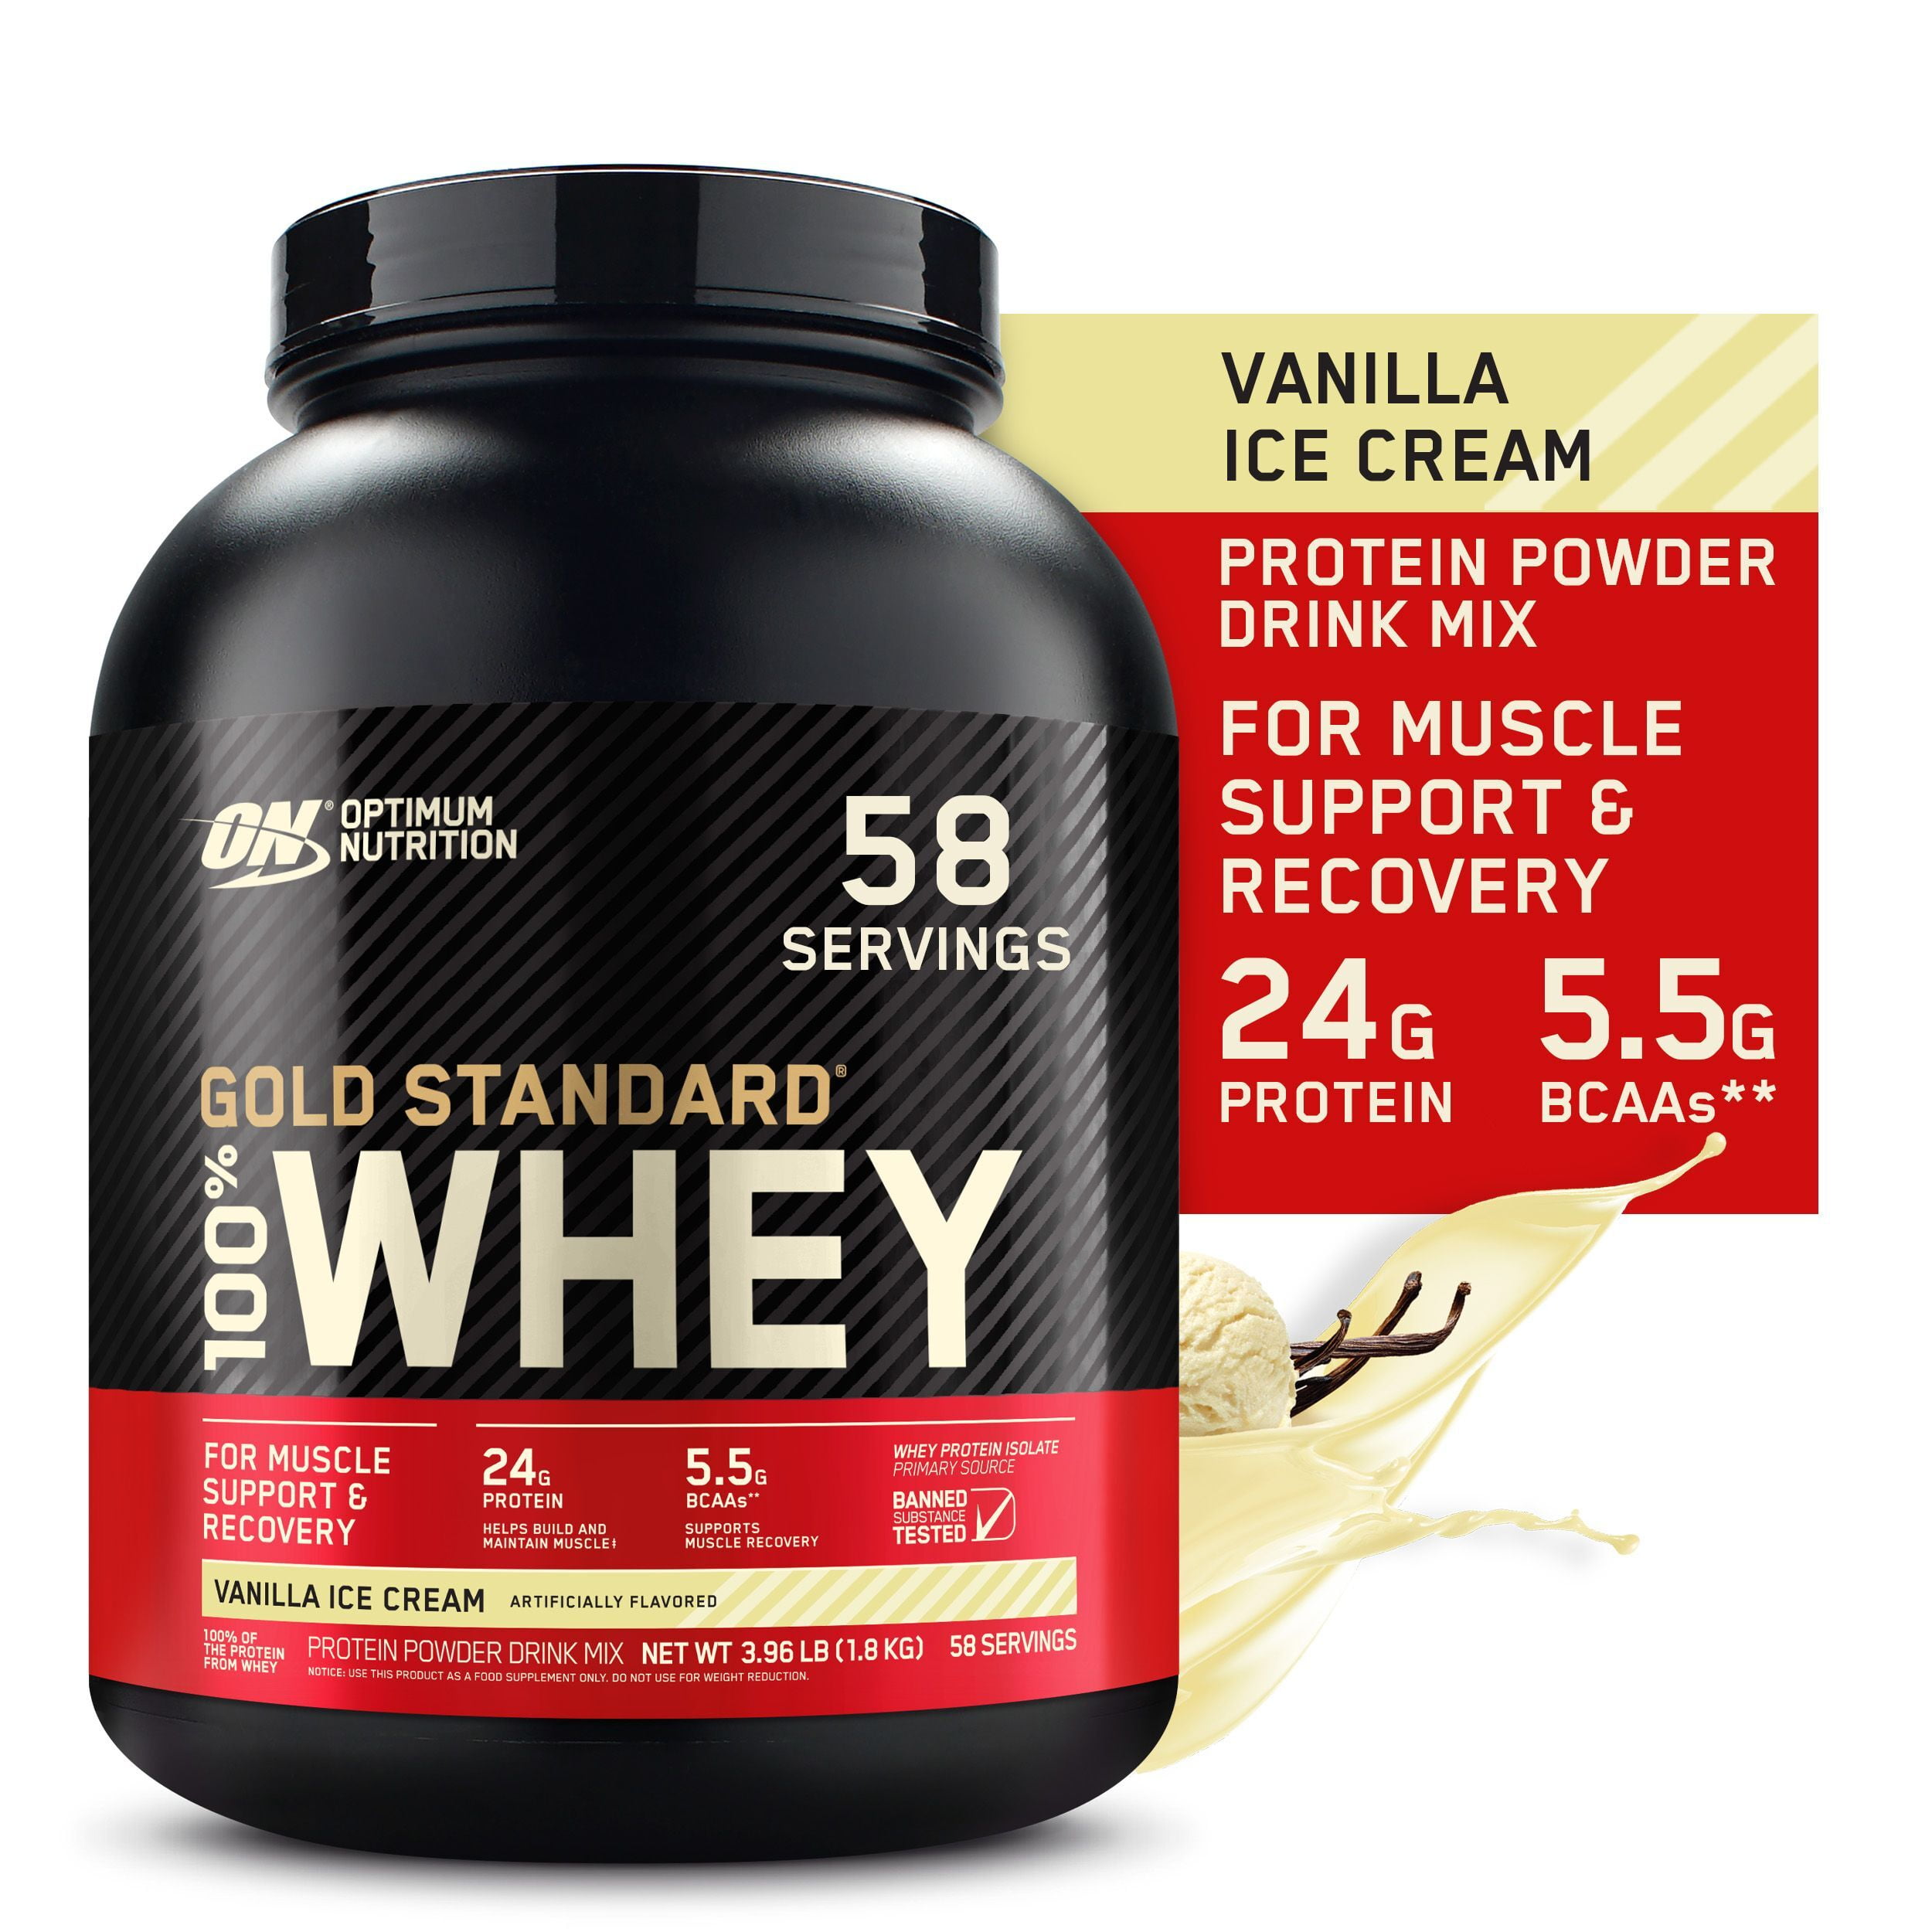 ON® OPTIMUM
NUTRITION
58
SERVINGS
GOLD STANDARD®
100% WHEY
FOR MUSCLE
SUPPORT &
RECOVERY
24G
PROTEIN
HELPS BUILD AND
MAINTAIN MUSCLE‡
5.5G
BCAAs**
SUPPORTS
MUSCLE RECOVERY
WHEY PROTEIN ISOLATE
PRIMARY SOURCE
BANNED
SUBSTANCE
TESTED
VANILLA ICE CREAM ARTIFICIALLY FLAVORED
100% OF
THE PROTEIN
FROM WHEY
PROTEIN POWDER DRINK MIX NET WT 3.96 LB (1.8 KG) 58 SERVINGS
NOTICE: USE THIS PRODUCT AS A FOOD SUPPLEMENT ONLY. DO NOT USE FOR WEIGHT REDUCTION.
VANILLA
ICE CREAM
PROTEIN POWDER
DRINK MIX
FOR MUSCLE
SUPPORT &
RECOVERY
24G
PROTEIN
5.5G
BCAAs**